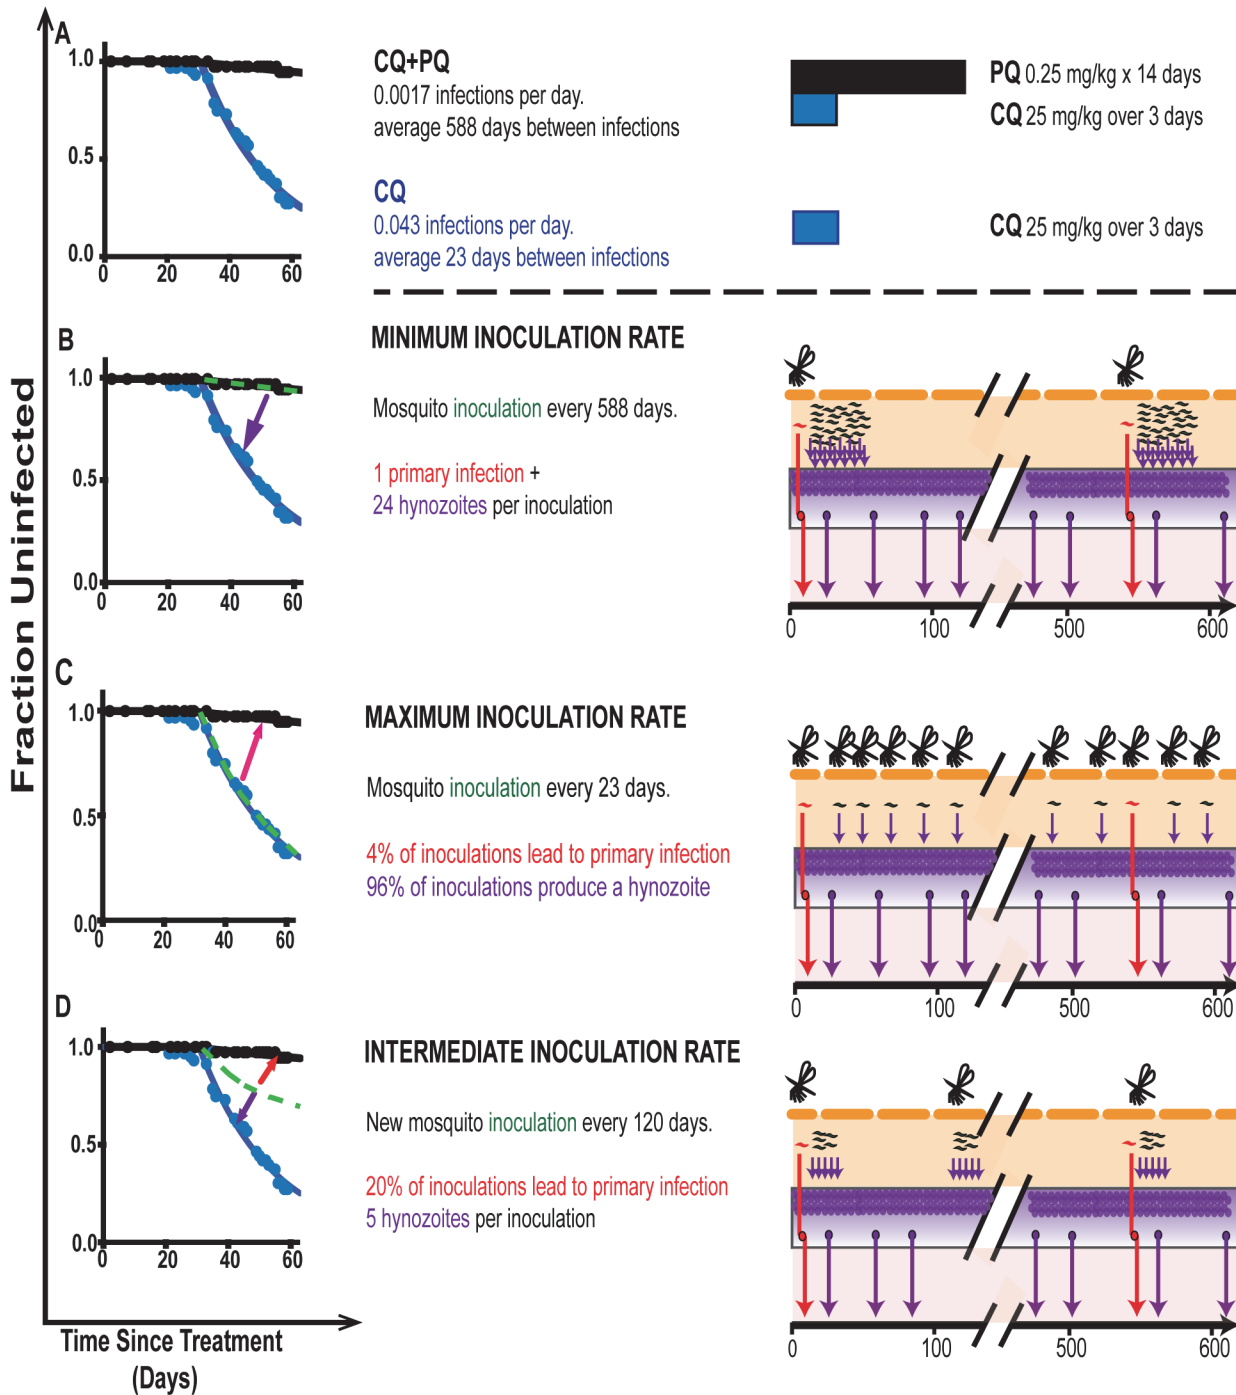 Fraction Uninfected
A
1.0
0.5
0.0
0
20
40
60
CQ+PQ
0.0017 infections per day.
average 588 days between infections
CQ
0.043 infections per day.
average 23 days between infections
PQ 0.25 mg/kg x 14 days
CQ 25 mg/kg over 3 days
CQ 25 mg/kg over 3 days
B
1.0
0.5
0.0
0
20
40
60
MINIMUM INOCULATION RATE
Mosquito inoculation every 588 days.
1 primary infection +
24 hynozoites per inoculation
0
100
500
600
C
1.0
0.5
0.0
0
20
40
60
MAXIMUM INOCULATION RATE
Mosquito inoculation every 23 days.
4% of inoculations lead to primary infection
96% of inoculations produce a hynozoite
0
100
500
600
D
1.0
0.5
0.0
0
20
40
60
INTERMEDIATE INOCULATION RATE
New mosquito inoculation every 120 days.
20% of inoculations lead to primary infection
5 hynozoites per inoculation
0
100
500
600
Time Since Treatment
(Days)